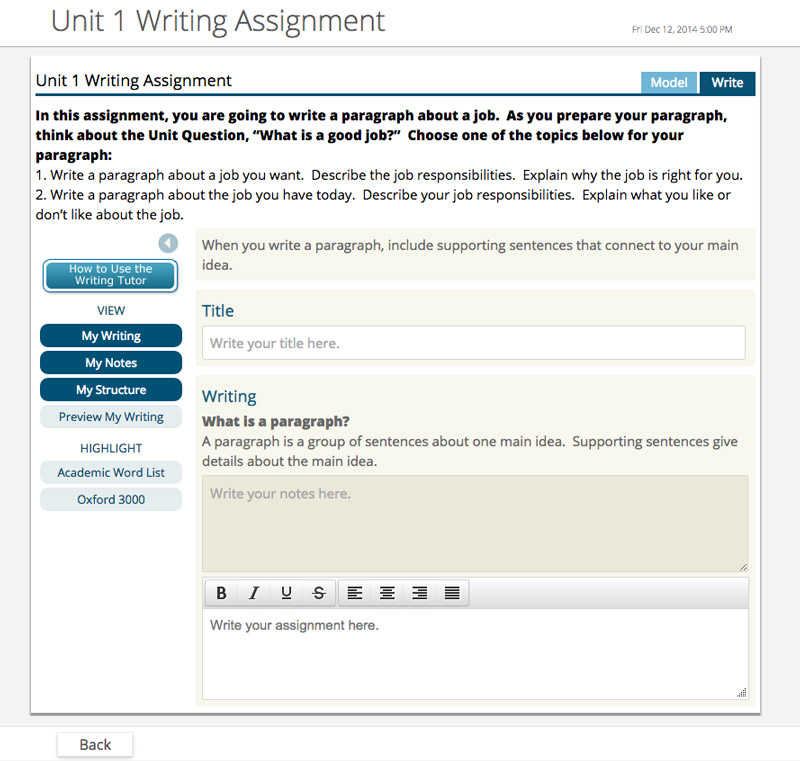 Unit 1 Writing Assignment
Fri Dec 12, 2014 5:00 PM
Unit 1 Writing Assignment
Model
Write
In this assignment, you are going to write a paragraph about a job. As you prepare your paragraph,
think about the Unit Question, “What is a good job?” Choose one of the topics below for your
paragraph:
1. Write a paragraph about a job you want. Describe the job responsibilities. Explain why the job is right for you.
2. Write a paragraph about the job you have today. Describe your job responsibilities. Explain what you like or
don’t like about the job.
How to Use the
Writing Tutor
VIEW
My Writing
My Notes
My Structure
Preview My Writing
HIGHLIGHT
Academic Word List
Oxford 3000
When you write a paragraph, include supporting sentences that connect to your main
idea.
Title
Write your title here.
Writing
What is a paragraph?
A paragraph is a group of sentences about one main idea. Supporting sentences give
details about the main idea.
Write your notes here.
B I U S
Write your assignment here.
Back